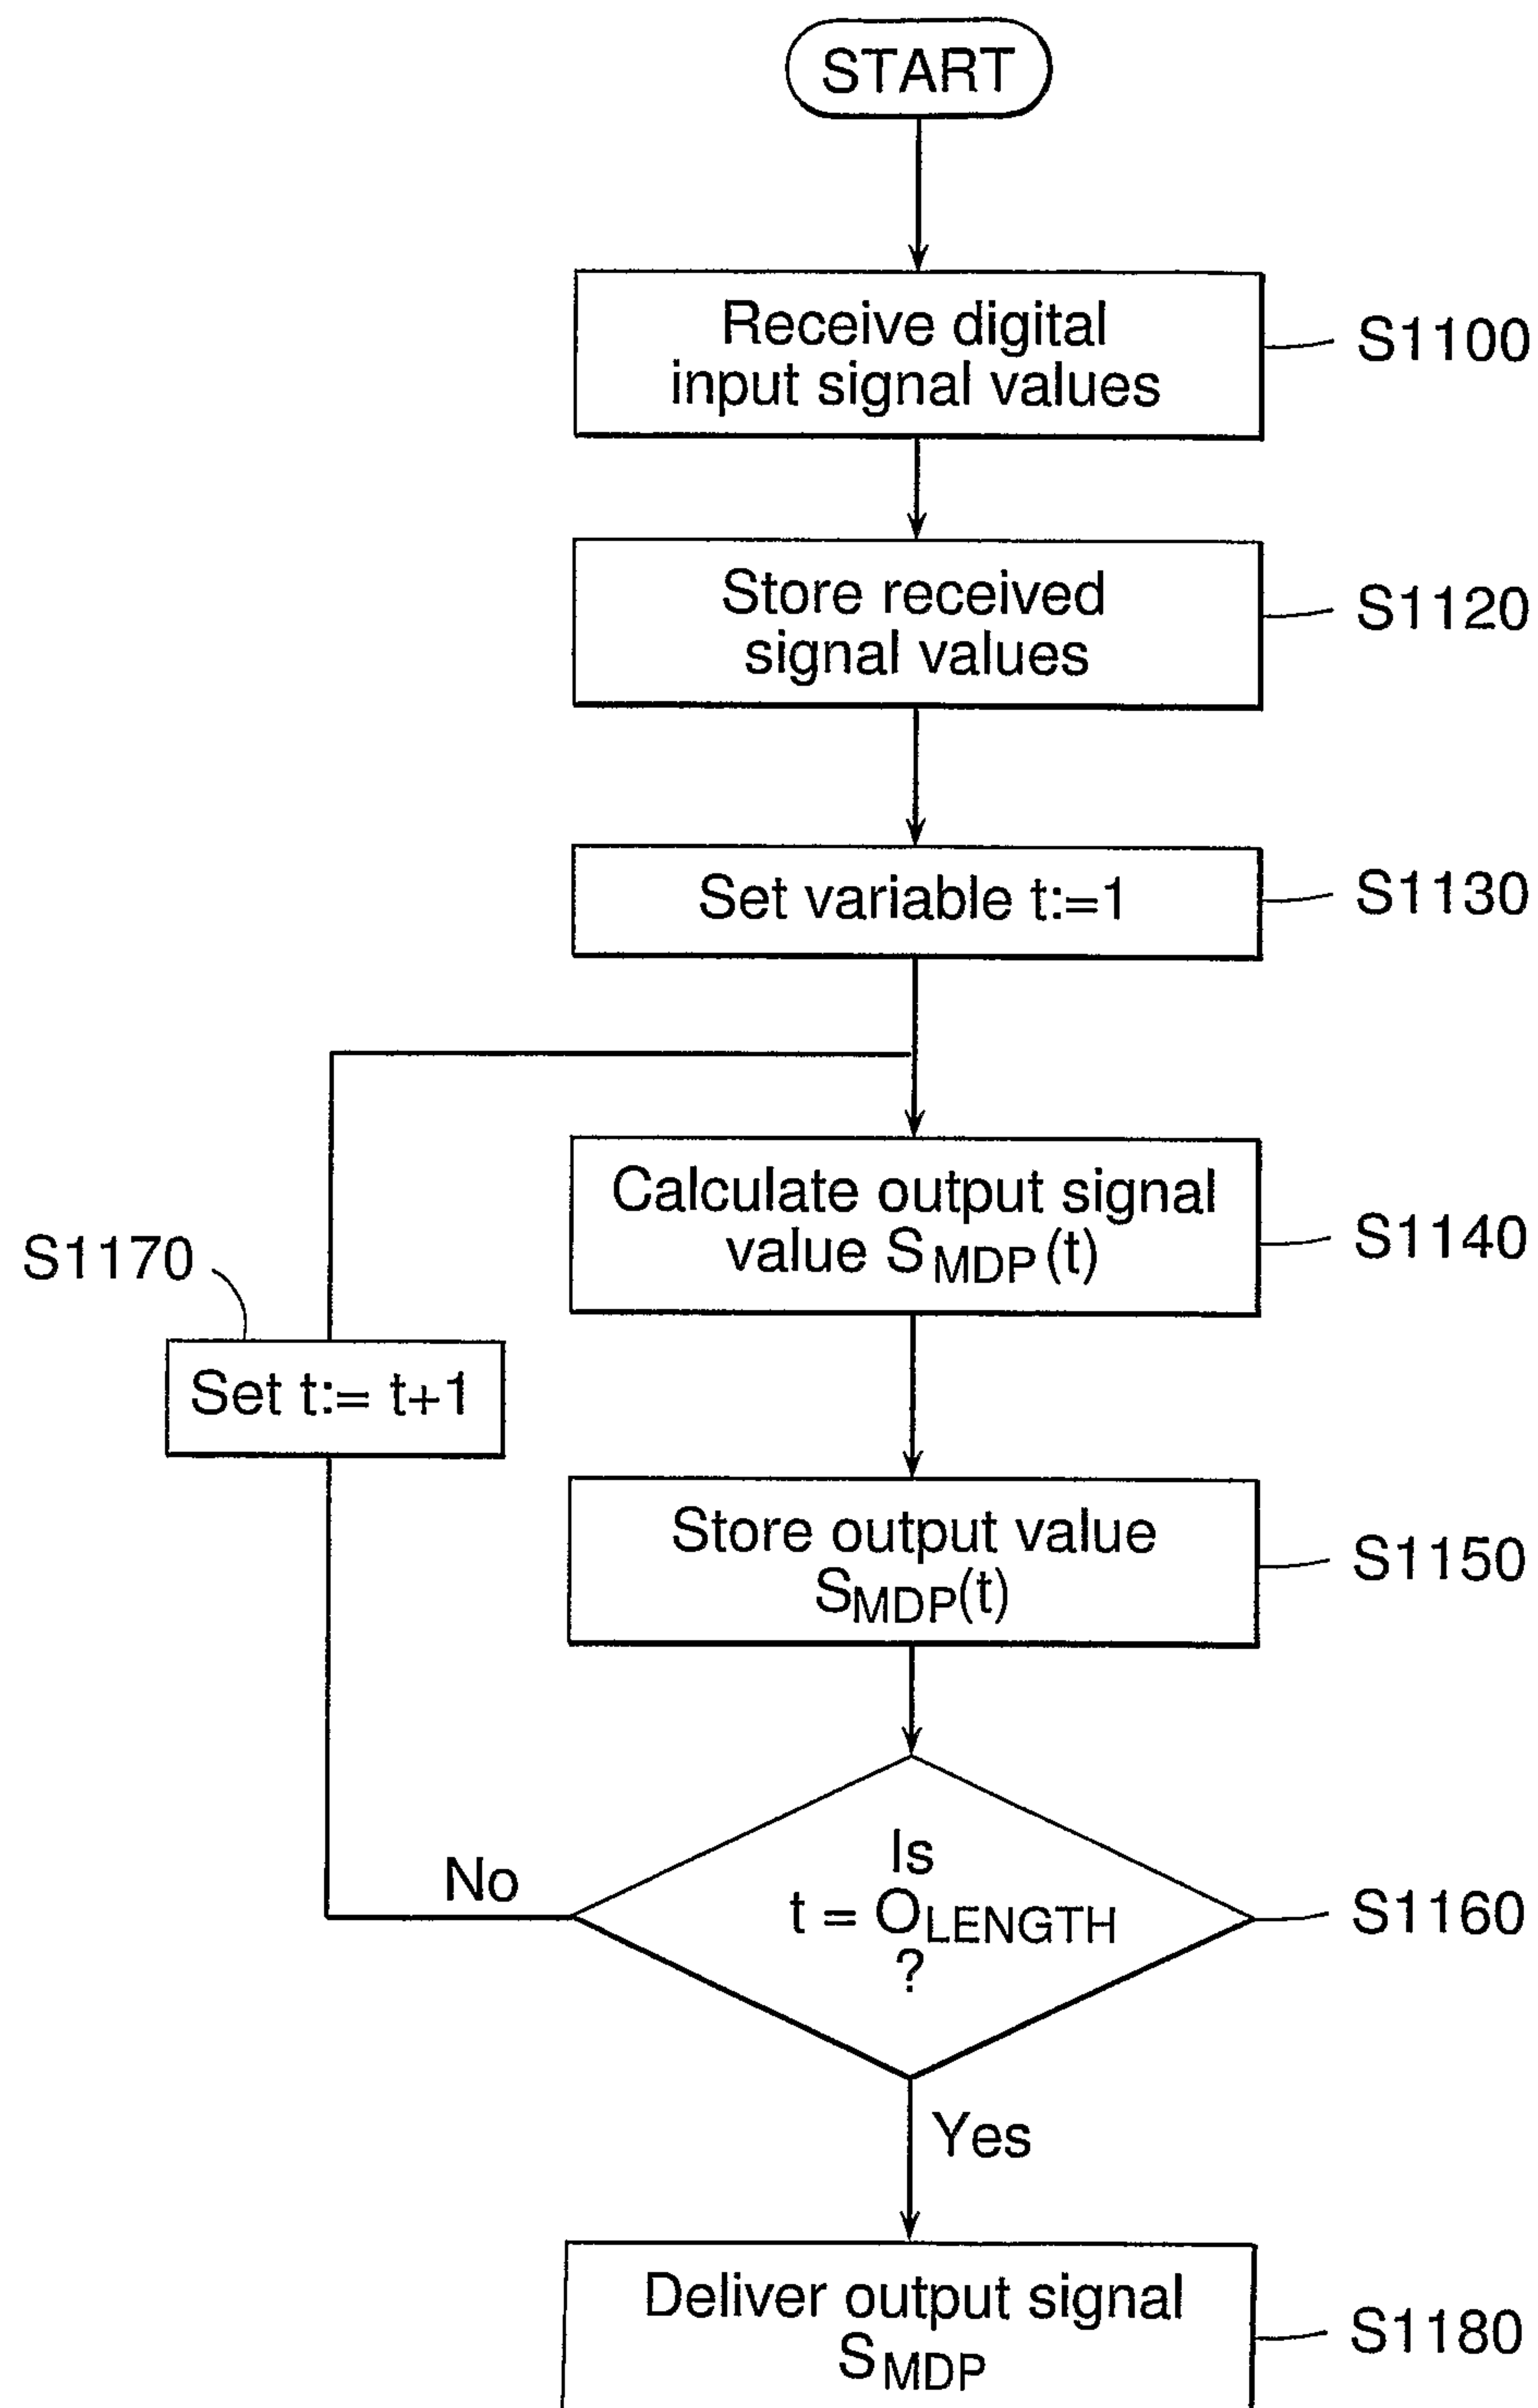 START
Receive digital
input signal values
S1100
Store received
signal values
S1120
Set variable t:=1
S1130
Calculate output signal
value S MDP (t)
S1140
S1170
Set t:= t+1
Store output value
SMDP(t)
S1150
Is
t = OLENGTH
?
S1160
No
Yes
Deliver output signal
SMDP
S1180